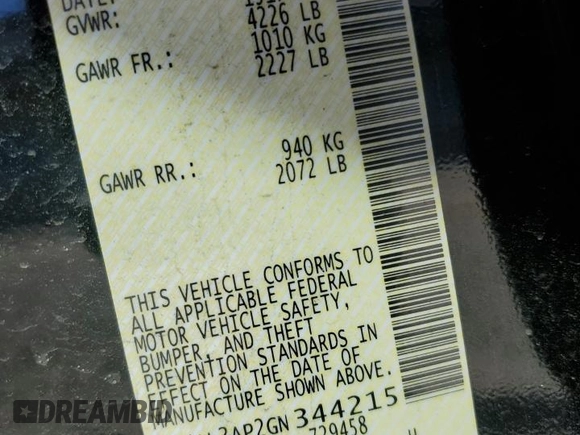 GVWR: 4226 LB
1010 KG
GAWR FR.: 2227 LB
940 KG
GAWR RR.: 2072 LB
THIS VEHICLE CONFORMS TO
ALL APPLICABLE FEDERAL
MOTOR VEHICLE SAFETY,
BUMPER, AND THEFT
PREVENTION STANDARDS IN
EFFECT ON THE DATE OF
MANUFACTURE SHOWN ABOVE.
3AP2GN344215
729458
DREAMBID